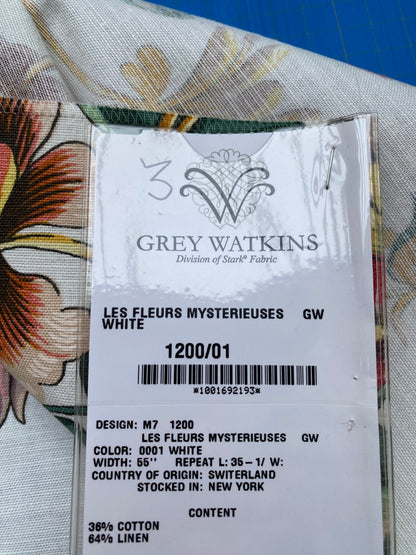 3
W
GREY WATKINS
Division of Stark® Fabric
LES FLEURS MYSTERIEUSES GW
WHITE
1200/01
*1001692193*
DESIGN: M7 1200
LES FLEURS MYSTERIEUSES GW
COLOR: 0001 WHITE
WIDTH: 55'' REPEAT L: 35-1/ W:
COUNTRY OF ORIGIN: SWITERLAND
STOCKED IN: NEW YORK
CONTENT
36% COTTON
64% LINEN